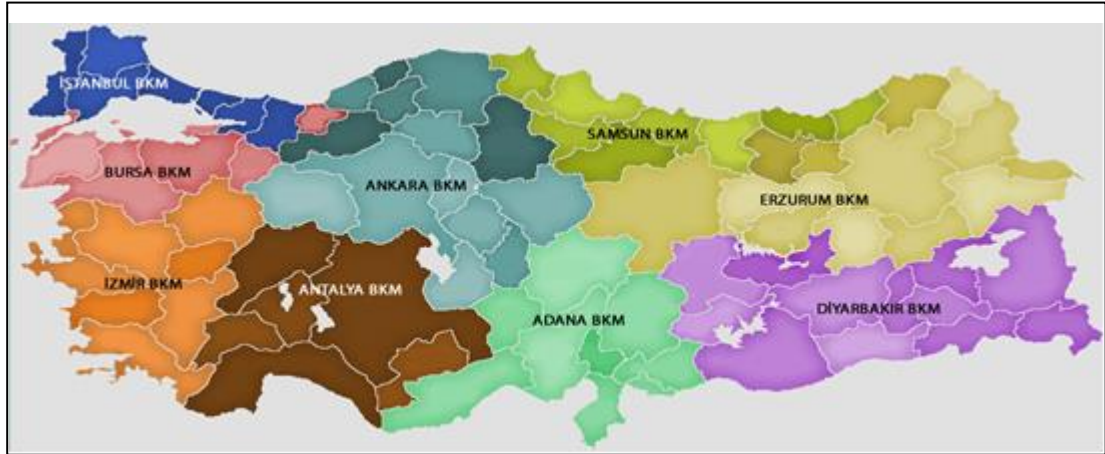 İSTANBUL BKM
BURSA BKM
ANKARA BKM
SAMSUN BKM
ERZURUM BKM
İZMİR BKM
ANTALYA BKM
ADANA BKM
DİYARBAKIR BKM